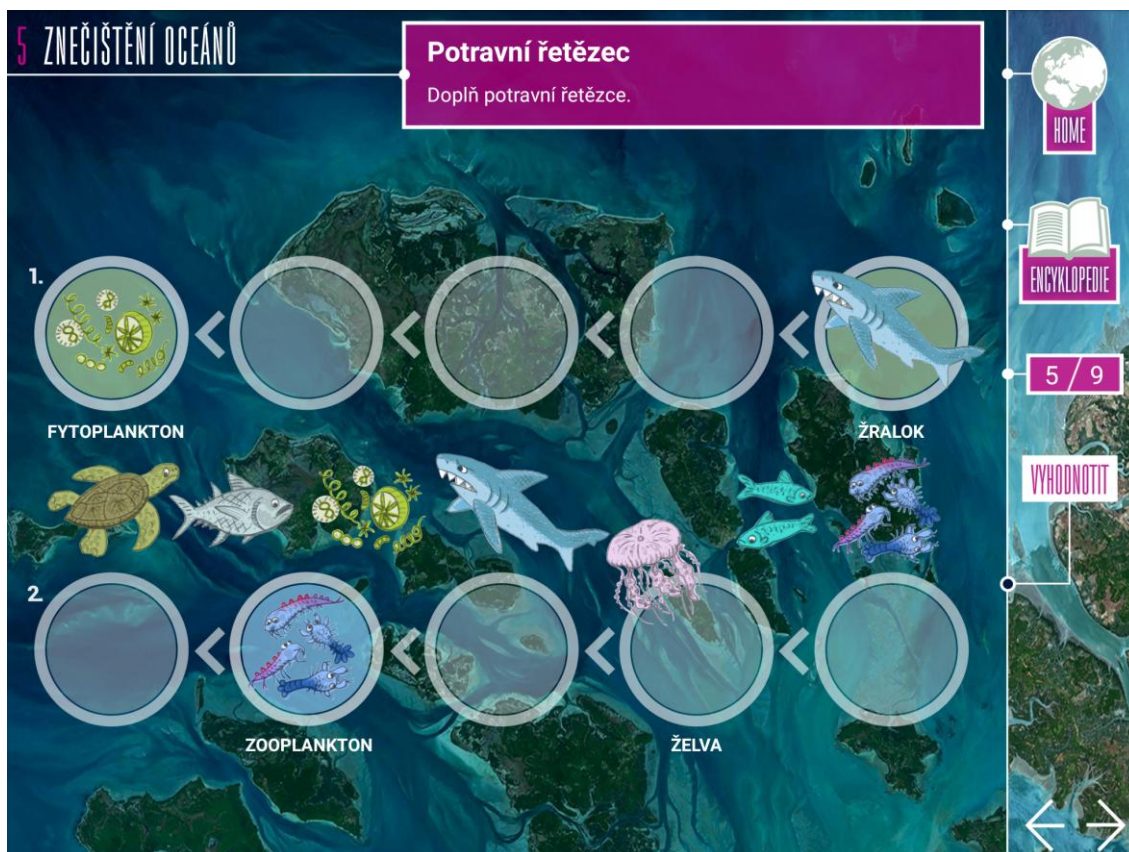 5 ZNEČIŠTĚNÍ OCEÁNŮ
Potravní řetězec
Doplň potravní řetězce.
HOME
ENCYKLOPEDIE
5 / 9
VYHODNOTIT
1.
FYTOPLANKTON
ŽRALOK
2.
ZOOPLANKTON
ŽELVA